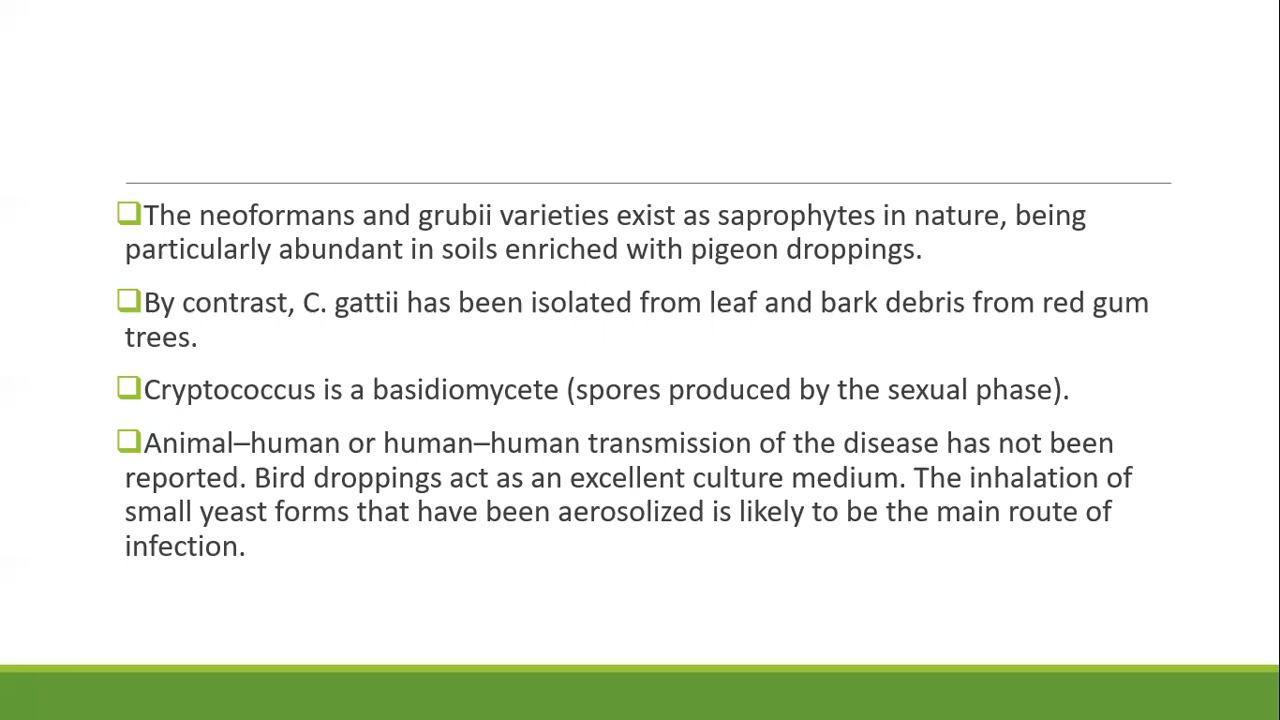 The neoformans and grubii varieties exist as saprophytes in nature, being
particularly abundant in soils enriched with pigeon droppings.
By contrast, C. gattii has been isolated from leaf and bark debris from red gum
trees.
Cryptococcus is a basidiomycete (spores produced by the sexual phase).
Animal–human or human–human transmission of the disease has not been
reported. Bird droppings act as an excellent culture medium. The inhalation of
small yeast forms that have been aerosolized is likely to be the main route of
infection.